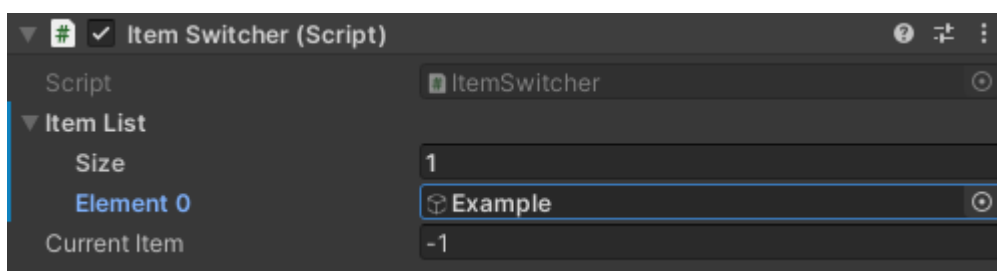 Item Switcher (Script)
Script ItemSwitcher
Item List
Size 1
Element 0 Example
Current Item -1